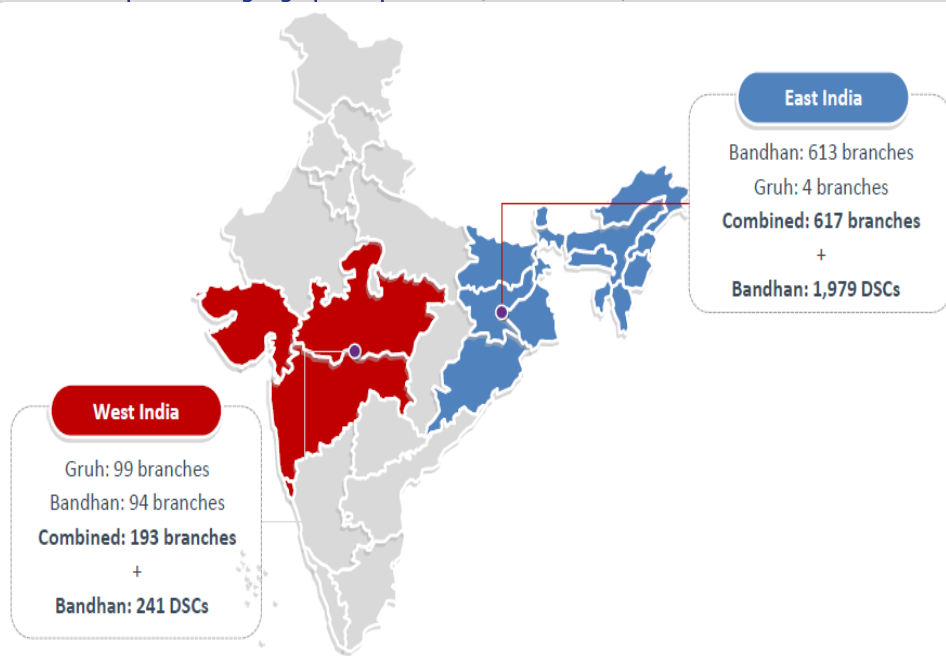 East India
Bandhan: 613 branches
Gruh: 4 branches
Combined: 617 branches
+
Bandhan: 1,979 DSCs
West India
Gruh: 99 branches
Bandhan: 94 branches
Combined: 193 branches
+
Bandhan: 241 DSCs